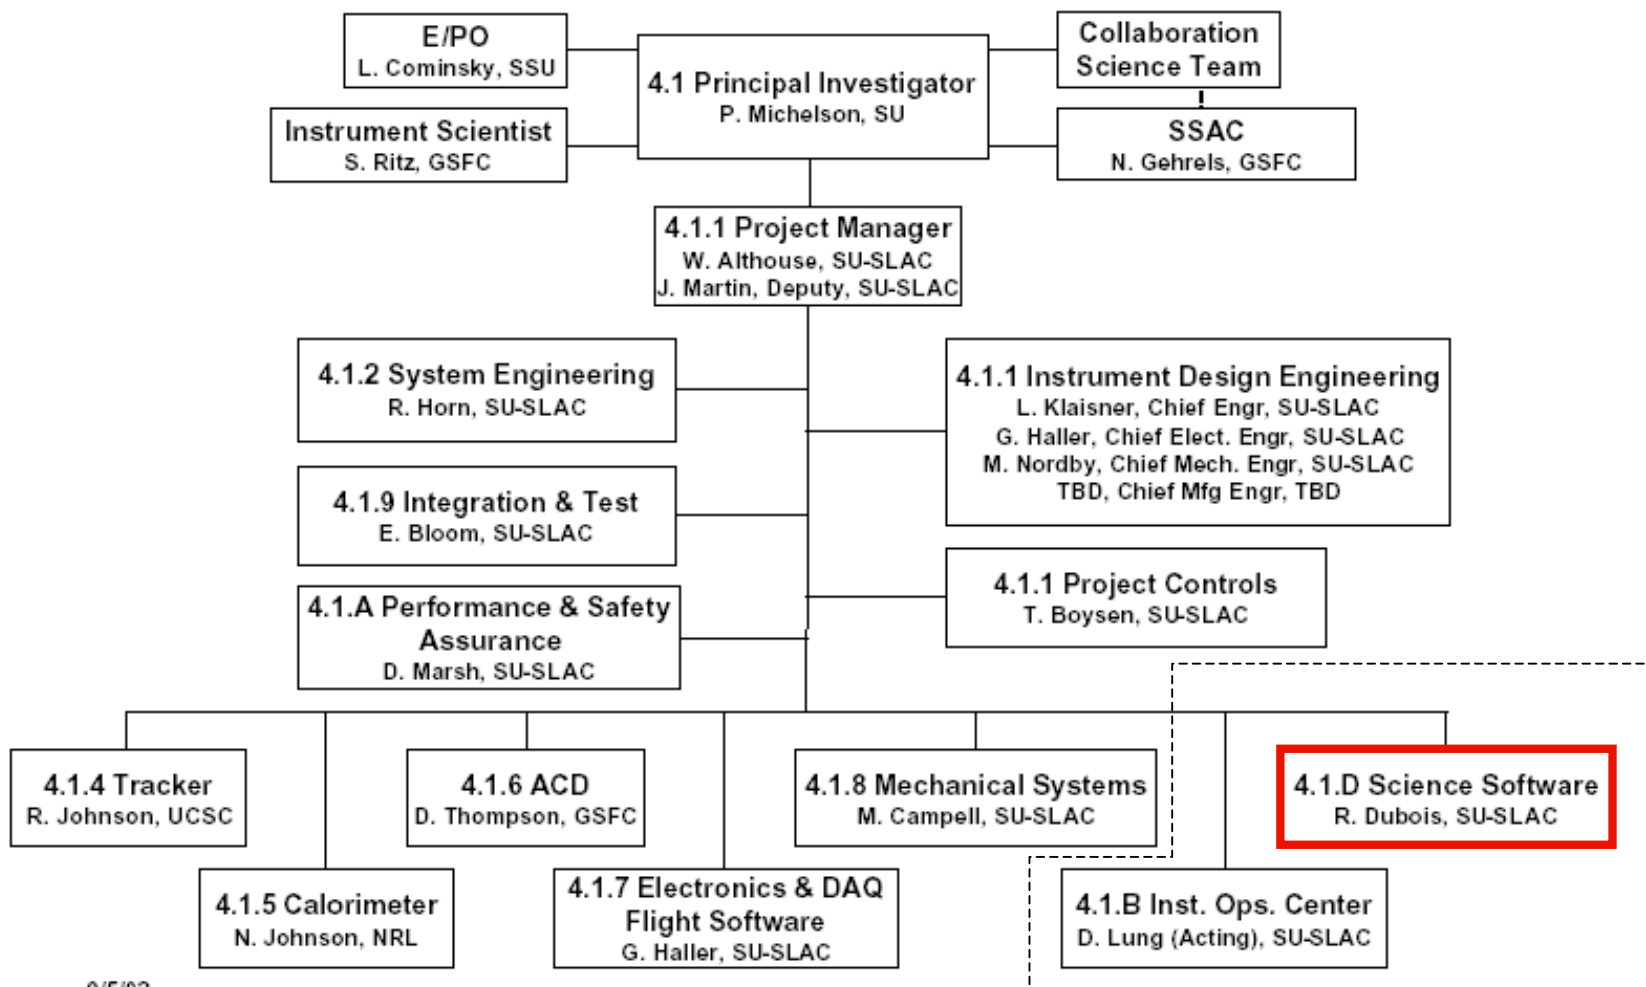 E/PO
L. Cominsky, SSU
4.1 Principal Investigator
P. Michelson, SU
Collaboration
Science Team
Instrument Scientist
S. Ritz, GSFC
SSAC
N. Gehrels, GSFC
4.1.1 Project Manager
W. Althouse, SU-SLAC
J. Martin, Deputy, SU-SLAC
4.1.2 System Engineering
R. Horn, SU-SLAC
4.1.1 Instrument Design Engineering
L. Klaisner, Chief Engr, SU-SLAC
G. Haller, Chief Elect. Engr, SU-SLAC
M. Nordby, Chief Mech. Engr, SU-SLAC
TBD, Chief Mfg Engr, TBD
4.1.9 Integration & Test
E. Bloom, SU-SLAC
4.1.1 Project Controls
T. Boysen, SU-SLAC
4.1.A Performance & Safety
Assurance
D. Marsh, SU-SLAC
4.1.4 Tracker
R. Johnson, UCSC
4.1.6 ACD
D. Thompson, GSFC
4.1.8 Mechanical Systems
M. Campell, SU-SLAC
4.1.D Science Software
R. Dubois, SU-SLAC
4.1.5 Calorimeter
N. Johnson, NRL
4.1.7 Electronics & DAQ
Flight Software
G. Haller, SU-SLAC
4.1.B Inst. Ops. Center
D. Lung (Acting), SU-SLAC